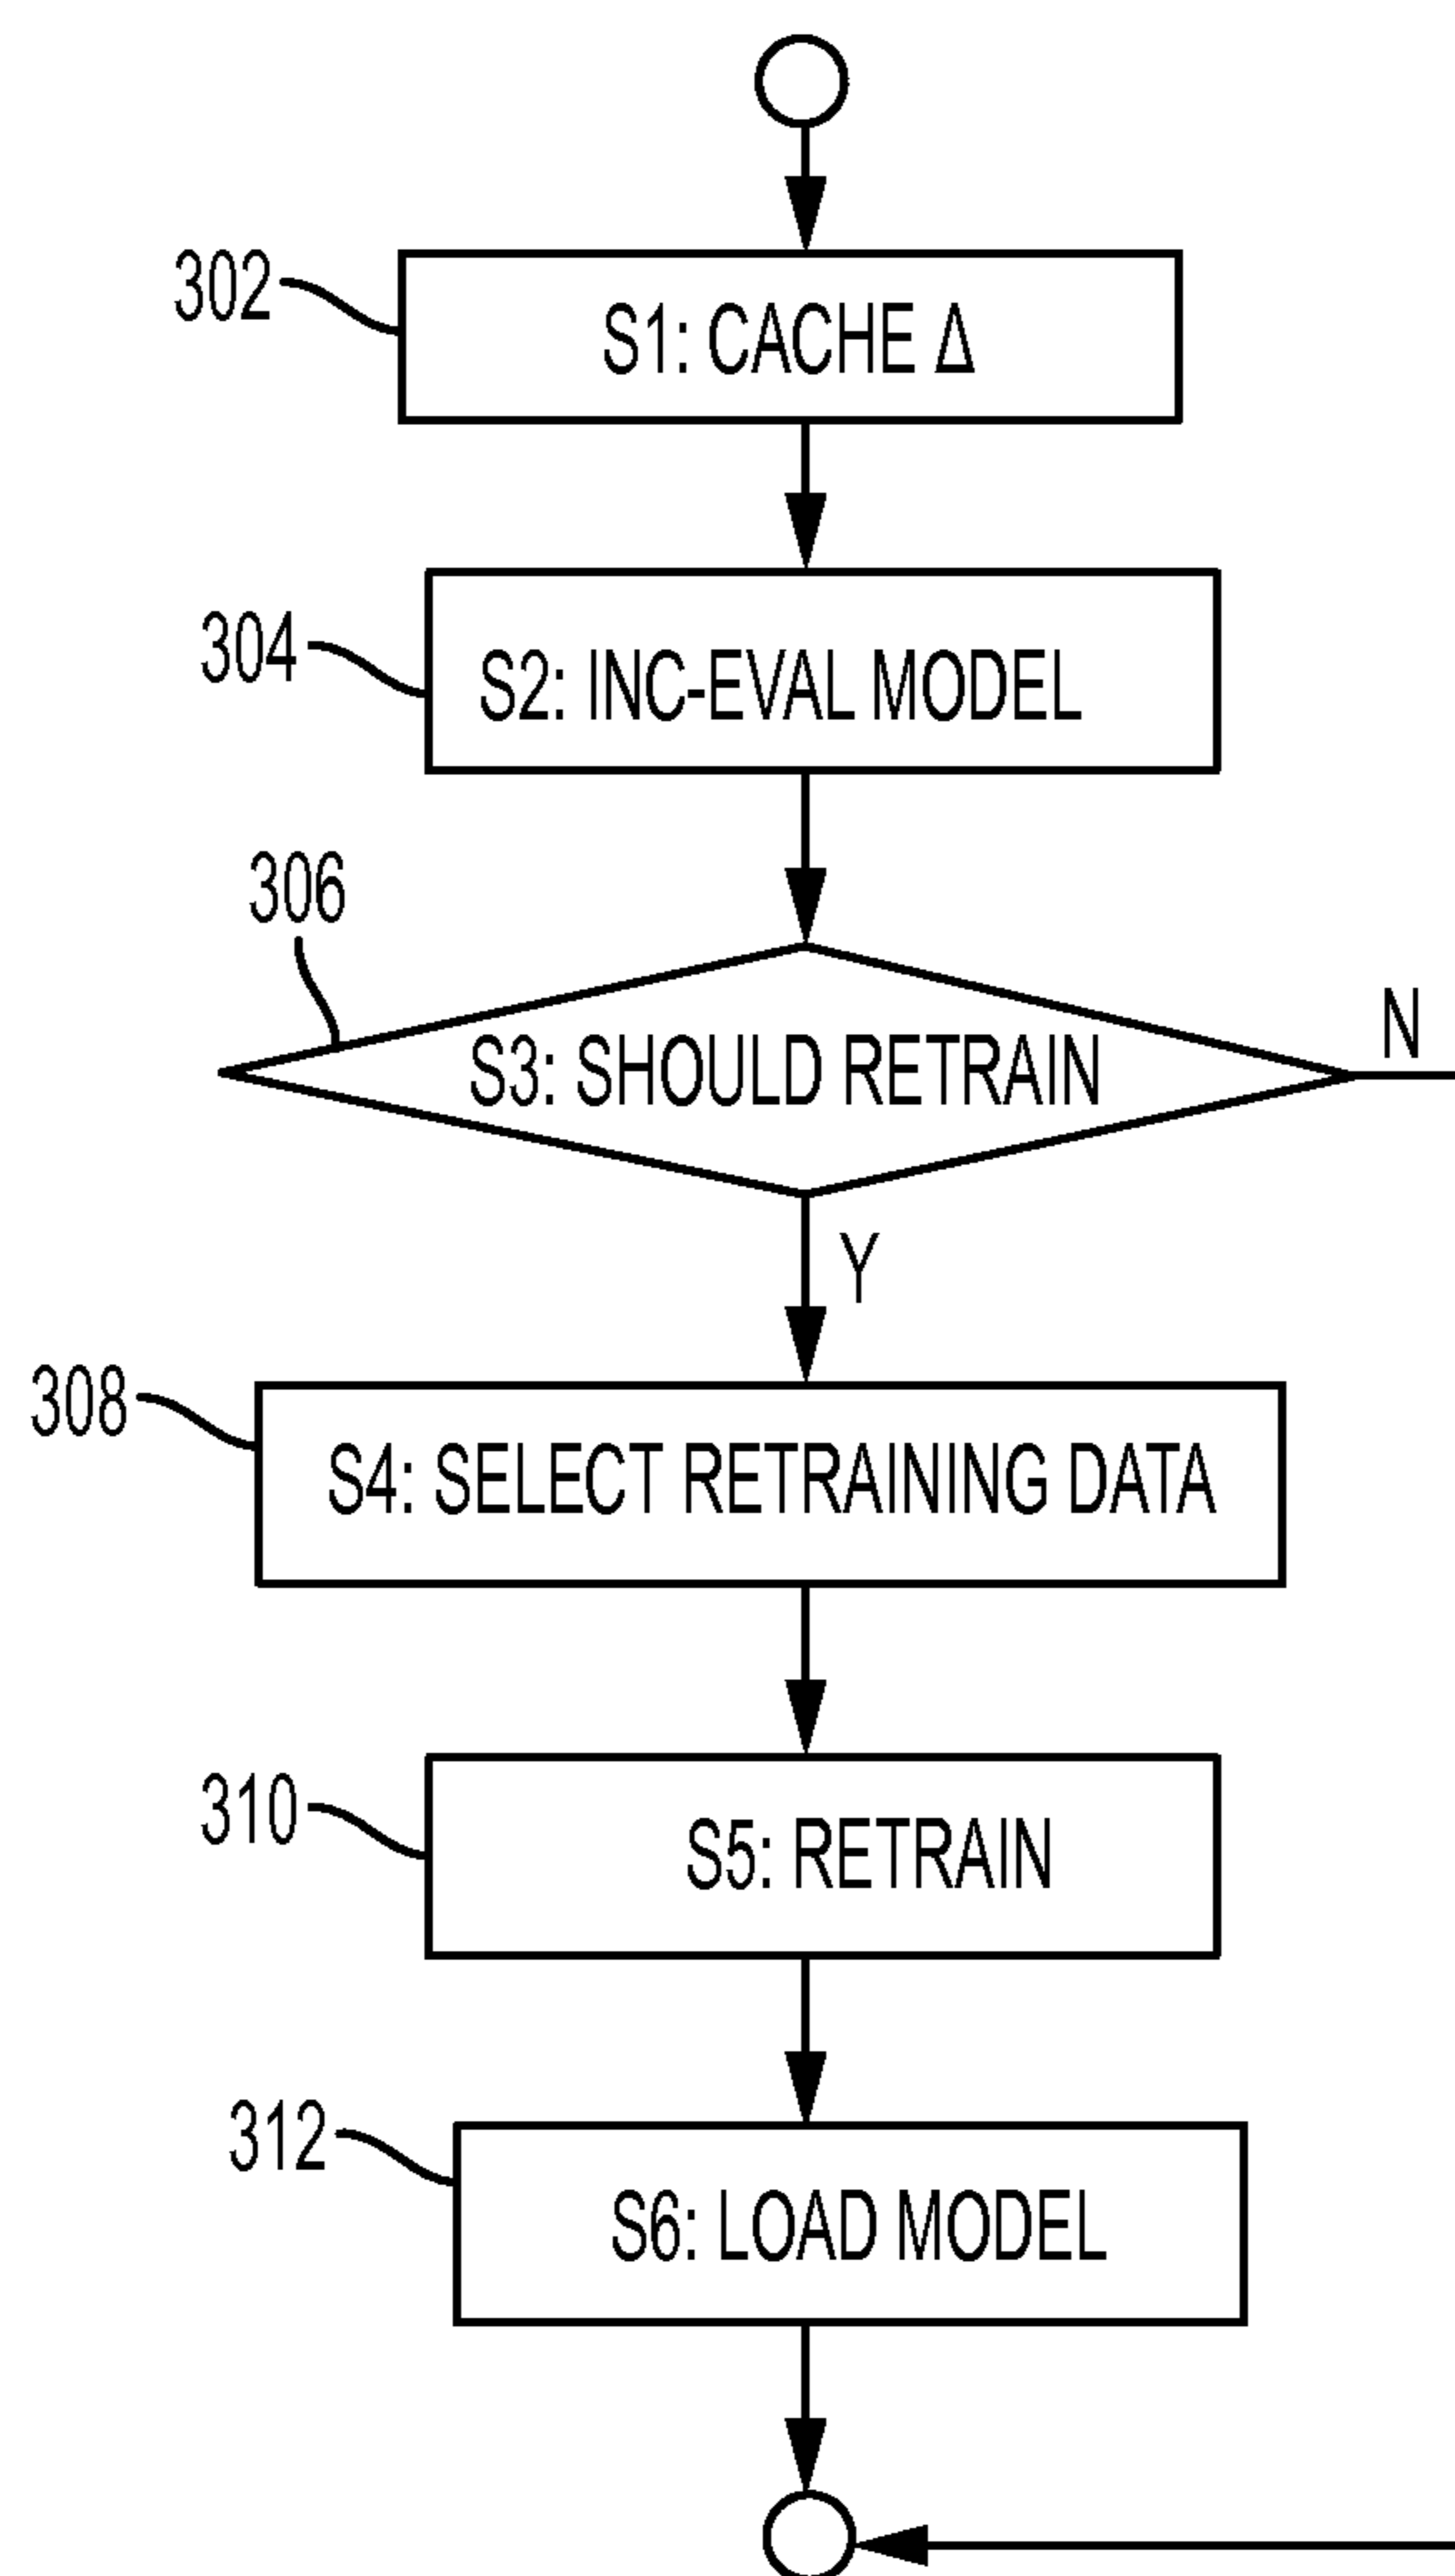 302
S1: CACHE Δ
304
S2: INC-EVAL MODEL
306
S3: SHOULD RETRAIN
N
Y
308
S4: SELECT RETRAINING DATA
310
S5: RETRAIN
312
S6: LOAD MODEL